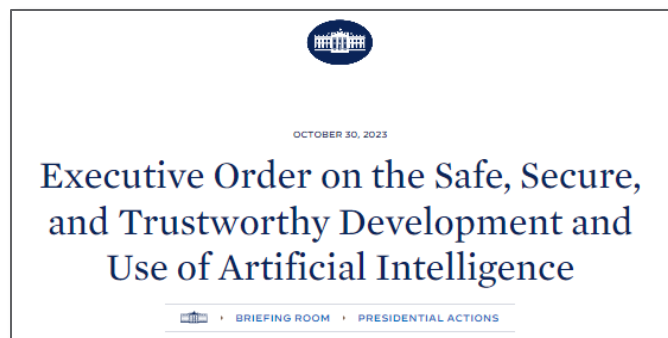 OCTOBER 30, 2023
Executive Order on the Safe, Secure,
and Trustworthy Development and
Use of Artificial Intelligence
BRIEFING ROOM PRESIDENTIAL ACTIONS